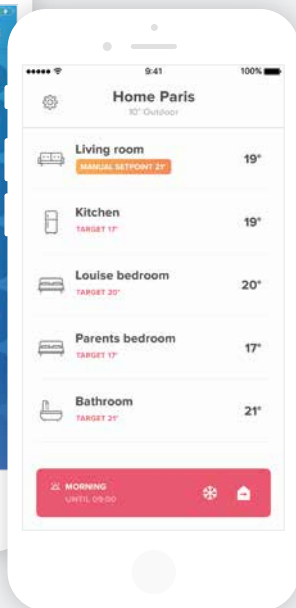 9:41
100%
Home Paris
10° Outdoor
Living room
MANUAL SETPOINT 21°
19°
Kitchen
TARGET 17°
19°
Louise bedroom
TARGET 20°
20°
Parents bedroom
TARGET 17°
17°
Bathroom
TARGET 21°
21°
MORNING
UNTIL 09:00